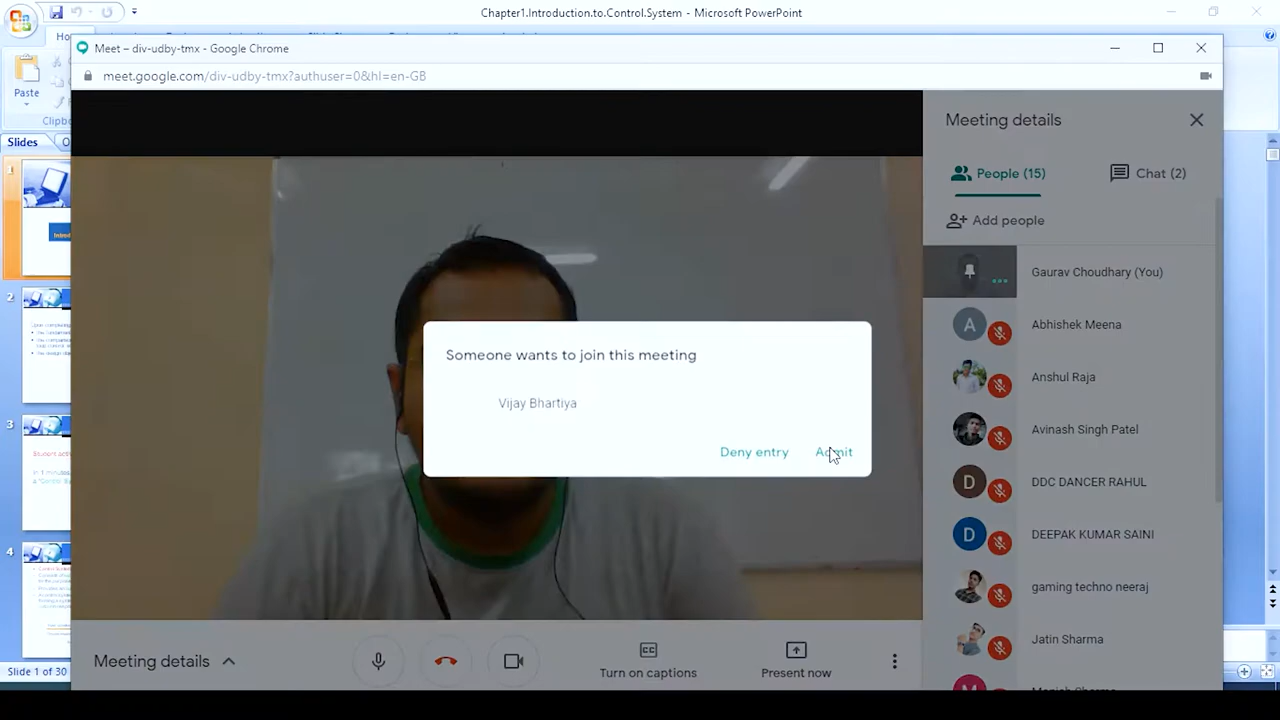 Chapter1.Introduction.to.Control.System - Microsoft PowerPoint
Meet – div-udby-tmx - Google Chrome
meet.google.com/div-udby-tmx?authuser=0&hl=en-GB
Paste
Slides
1
2
3
4
Meeting details
People (15)
Chat (2)
Add people
Gaurav Choudhary (You)
A
Abhishek Meena
Anshul Raja
Avinash Singh Patel
D
DDC DANCER RAHUL
D
DEEPAK KUMAR SAINI
gaming techno neeraj
Jatin Sharma
Someone wants to join this meeting
Vijay Bhartiya
Deny entry
Admit
Meeting details
Turn on captions
Present now
Slide 1 of 30